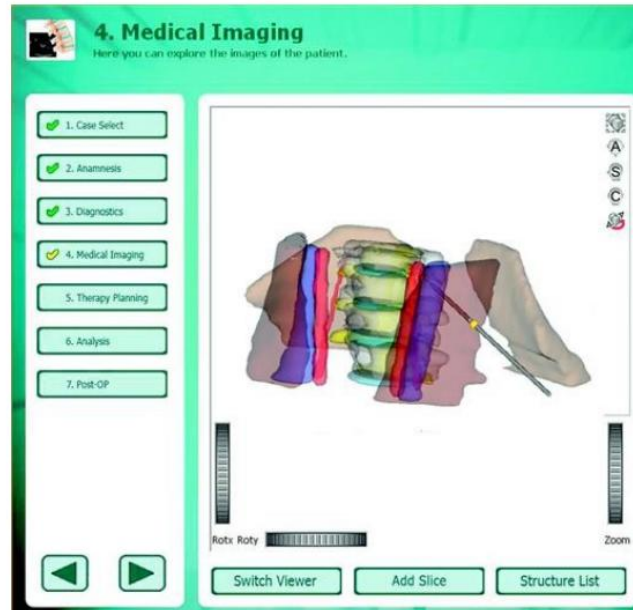 4. Medical Imaging
Here you can explore the images of the patient.
1. Case Select
2. Anamnesis
3. Diagnostics
4. Medical Imaging
5. Therapy Planning
6. Analysis
7. Post-OP
A
S
C
Rotx Roty
Zoom
Switch Viewer
Add Slice
Structure List